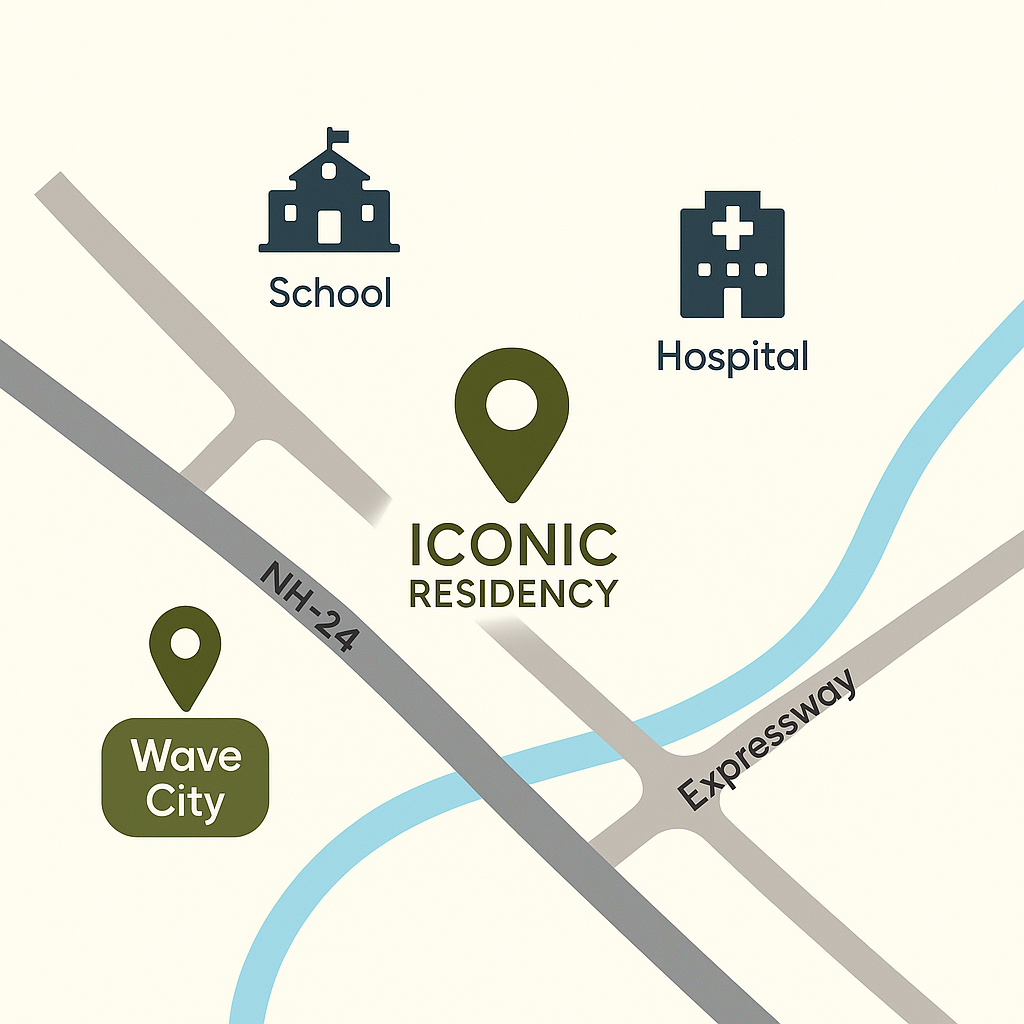 School
Hospital
ICONIC
RESIDENCY
NH-24
Wave
City
Expressway